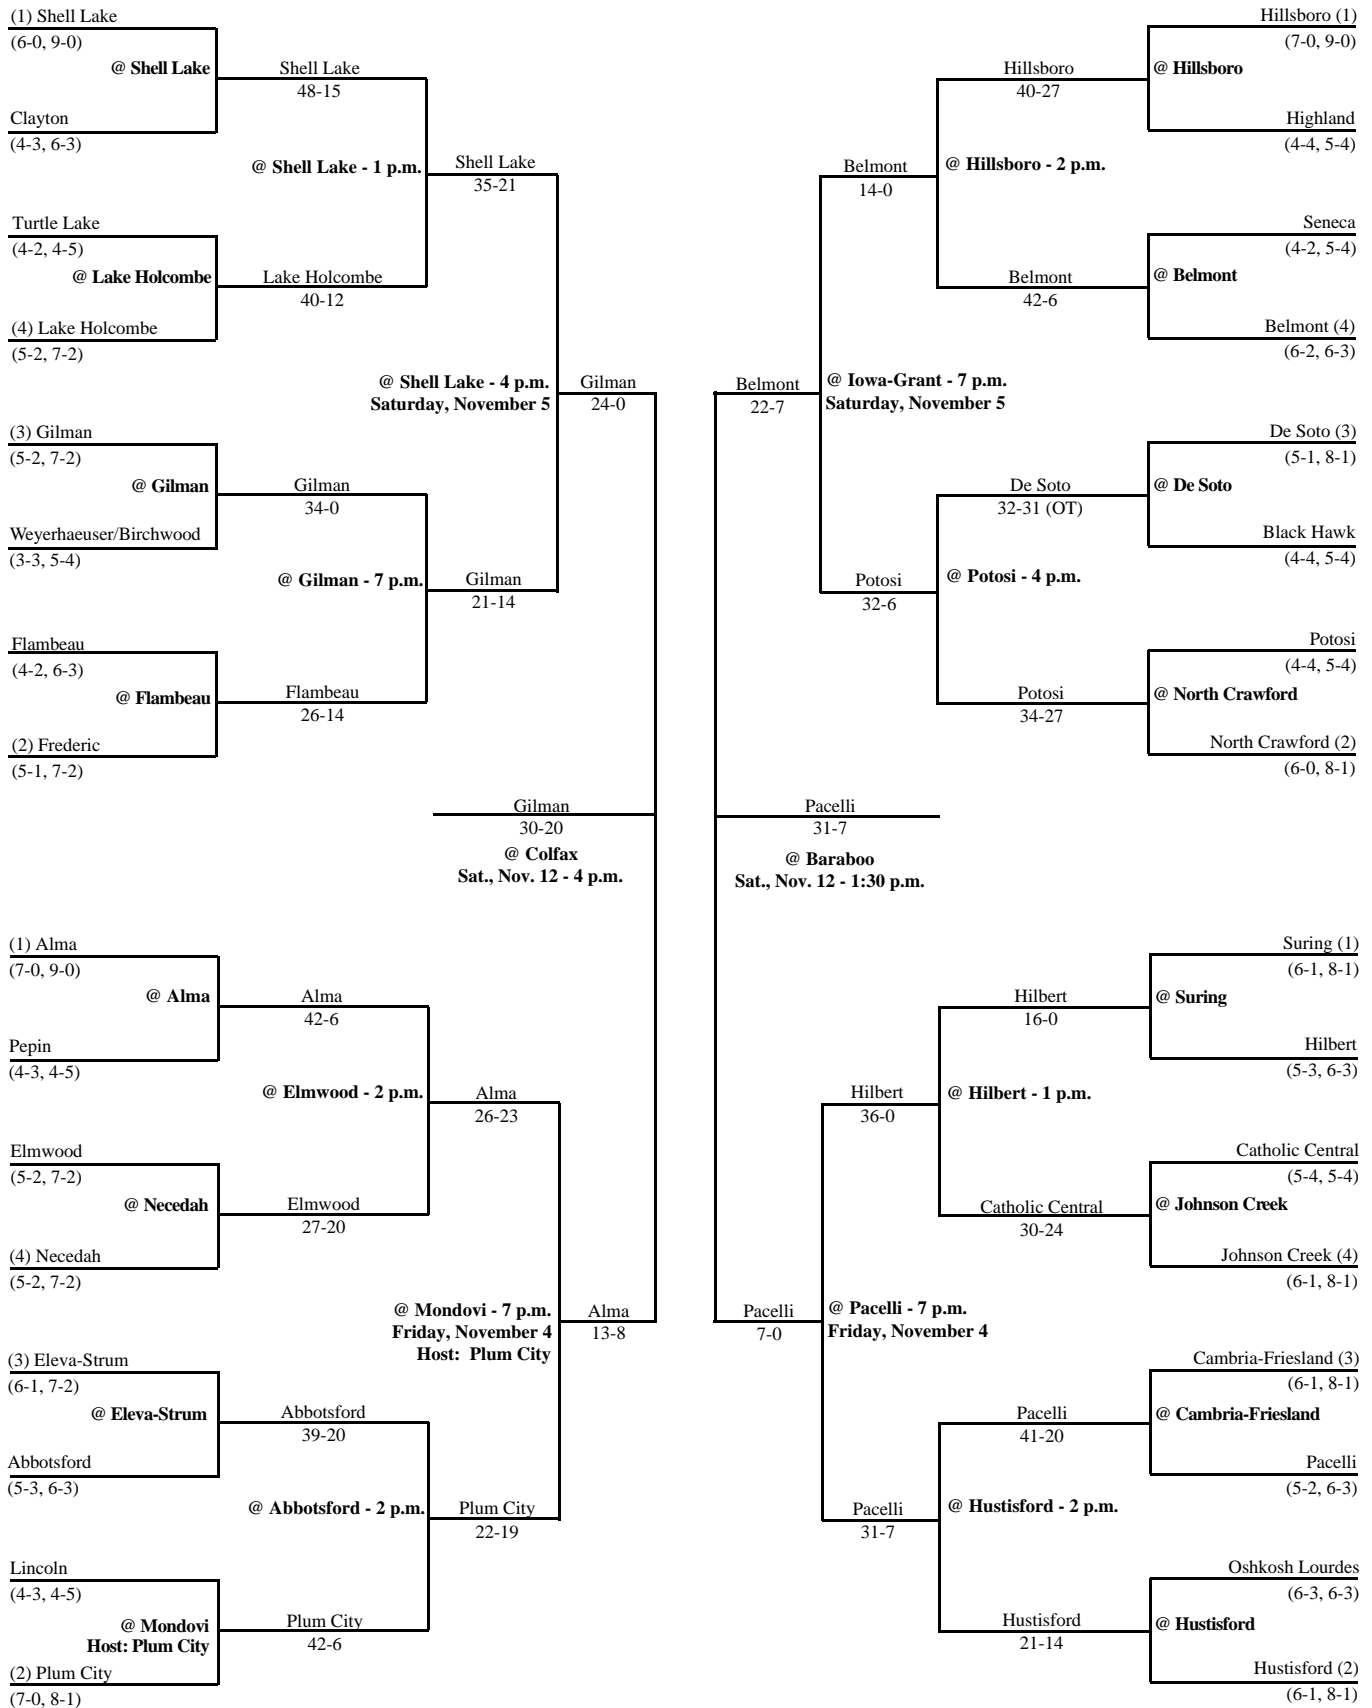 (1) Shell Lake
(6-0, 9-0)
@ Shell Lake
Shell Lake
48-15
Clayton
(4-3, 6-3)
@ Shell Lake - 1 p.m.
Shell Lake
35-21
Turtle Lake
(4-2, 4-5)
@ Lake Holcombe
Lake Holcombe
40-12
(4) Lake Holcombe
(5-2, 7-2)
@ Shell Lake - 4 p.m.
Saturday, November 5
Gilman
24-0
(3) Gilman
(5-2, 7-2)
@ Gilman
Gilman
34-0
Weyerhaeuser/Birchwood
(3-3, 5-4)
@ Gilman - 7 p.m.
Gilman
21-14
Flambeau
(4-2, 6-3)
@ Flambeau
Flambeau
26-14
(2) Frederic
(5-1, 7-2)
Gilman
30-20
@ Colfax
Sat., Nov. 12 - 4 p.m.
(1) Alma
(7-0, 9-0)
@ Alma
Alma
42-6
Pepin
(4-3, 4-5)
@ Elmwood - 2 p.m.
Alma
26-23
Elmwood
(5-2, 7-2)
@ Necedah
Elmwood
27-20
(4) Necedah
(5-2, 7-2)
@ Mondovi - 7 p.m.
Friday, November 4
Host: Plum City
Alma
13-8
(3) Eleva-Strum
(6-1, 7-2)
@ Eleva-Strum
Abbotsford
39-20
Abbotsford
(5-3, 6-3)
@ Abbotsford - 2 p.m.
Plum City
22-19
Lincoln
(4-3, 4-5)
@ Mondovi
Host: Plum City
Plum City
42-6
(2) Plum City
(7-0, 8-1)
Hillsboro (1)
(7-0, 9-0)
Hillsboro
40-27
@ Hillsboro
Highland
(4-4, 5-4)
Belmont
14-0
@ Hillsboro - 2 p.m.
Seneca
(4-2, 5-4)
Belmont
42-6
@ Belmont
Belmont (4)
(6-2, 6-3)
Belmont
22-7
@ Iowa-Grant - 7 p.m.
Saturday, November 5
De Soto (3)
(5-1, 8-1)
De Soto
32-31 (OT)
@ De Soto
Black Hawk
(4-4, 5-4)
Potosi
32-6
@ Potosi - 4 p.m.
Potosi
(4-4, 5-4)
Potosi
34-27
@ North Crawford
North Crawford (2)
(6-0, 8-1)
Pacelli
31-7
@ Baraboo
Sat., Nov. 12 - 1:30 p.m.
Suring (1)
(6-1, 8-1)
Hilbert
16-0
@ Suring
Hilbert
(5-3, 6-3)
Hilbert
36-0
@ Hilbert - 1 p.m.
Catholic Central
(5-4, 5-4)
Catholic Central
30-24
@ Johnson Creek
Johnson Creek (4)
(6-1, 8-1)
Pacelli
7-0
@ Pacelli - 7 p.m.
Friday, November 4
Cambria-Friesland (3)
(6-1, 8-1)
Pacelli
41-20
@ Cambria-Friesland
Pacelli
(5-2, 6-3)
Pacelli
31-7
@ Hustisford - 2 p.m.
Oshkosh Lourdes
(6-3, 6-3)
Hustisford
21-14
@ Hustisford
Hustisford (2)
(6-1, 8-1)